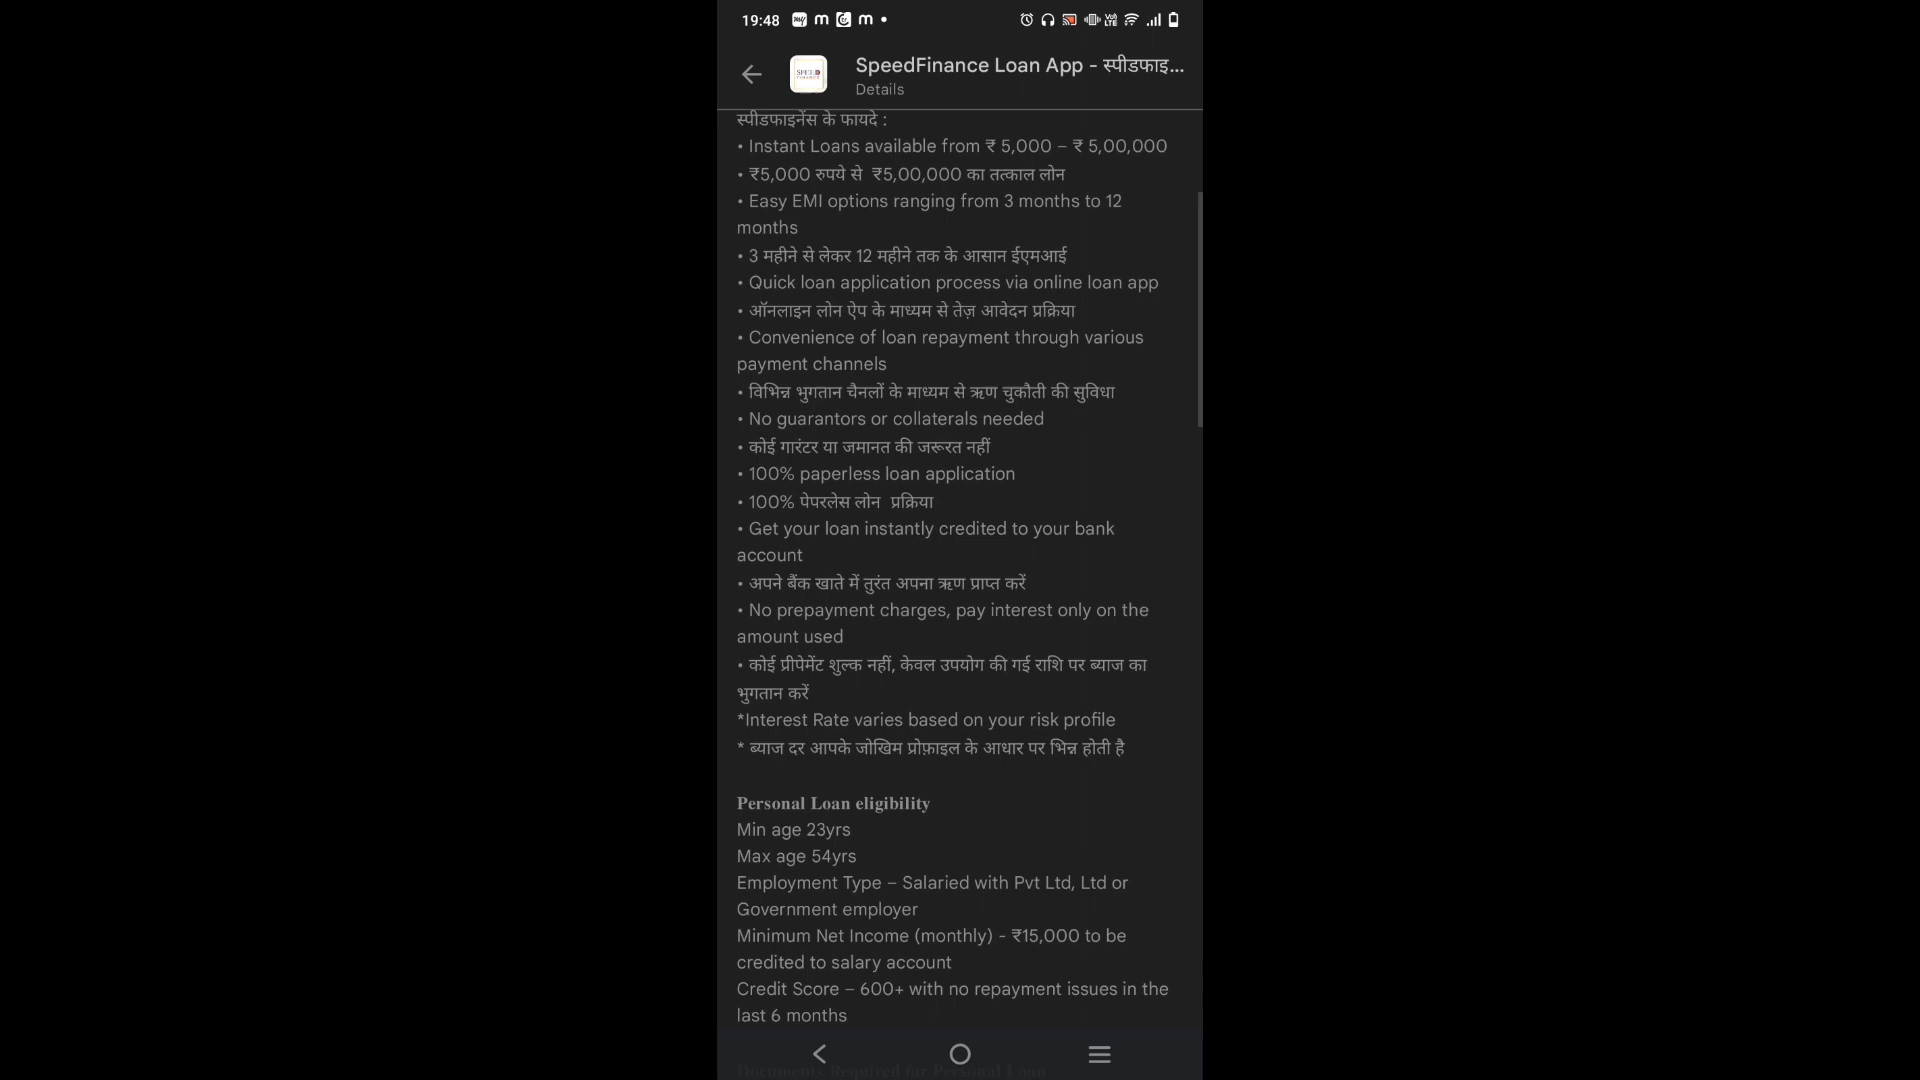 19:48
SpeedFinance Loan App - स्पीडफाइ...
SPEED
Details
स्पीडफाइनेंस के फायदे :
• Instant Loans available from ₹ 5,000 – ₹ 5,00,000
• ₹5,000 रुपये से  ₹5,00,000 का तत्काल लोन
• Easy EMI options ranging from 3 months to 12
months
• 3 महीने से लेकर 12 महीने तक के आसान ईएमआई
• Quick loan application process via online loan app
• ऑनलाइन लोन ऐप के माध्यम से तेज़ आवेदन प्रक्रिया
• Convenience of loan repayment through various
payment channels
• विभिन्न भुगतान चैनलों के माध्यम से ऋण चुकौती की सुविधा
• No guarantors or collaterals needed
• कोई गारंटर या जमानत की जरूरत नहीं
• 100% paperless loan application
• 100% पेपरलेस लोन  प्रक्रिया
• Get your loan instantly credited to your bank
account
• अपने बैंक खाते में तुरंत अपना ऋण प्राप्त करें
• No prepayment charges, pay interest only on the
amount used
• कोई प्रीपेमेंट शुल्क नहीं, केवल उपयोग की गई राशि पर ब्याज का
भुगतान करें
*Interest Rate varies based on your risk profile
* ब्याज दर आपके जोखिम प्रोफ़ाइल के आधार पर भिन्न होती है
Personal Loan eligibility
Min age 23yrs
Max age 54yrs
Employment Type – Salaried with Pvt Ltd, Ltd or
Government employer
Minimum Net Income (monthly) - ₹15,000 to be
credited to salary account
Credit Score – 600+ with no repayment issues in the
last 6 months
Documents Required for Personal Loan